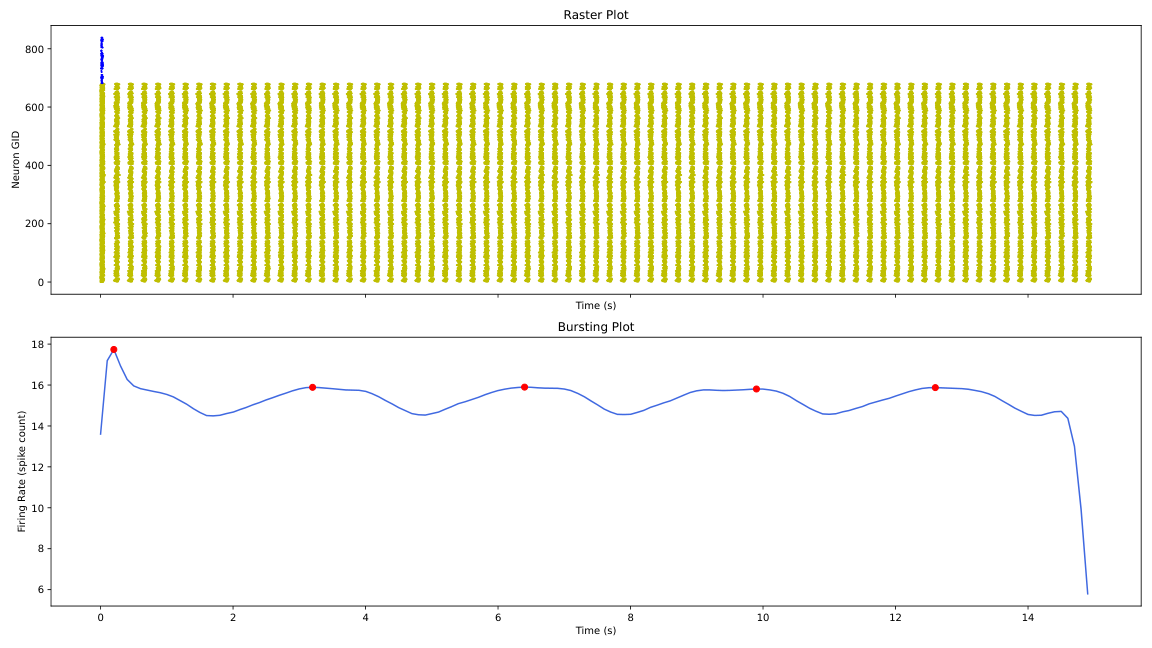 Raster Plot
800
600
400
200
0
Neuron GID
Time (s)
Bursting Plot
18
16
14
12
10
8
6
Firing Rate (spike count)
0 2 4 6 8 10 12 14
Time (s)